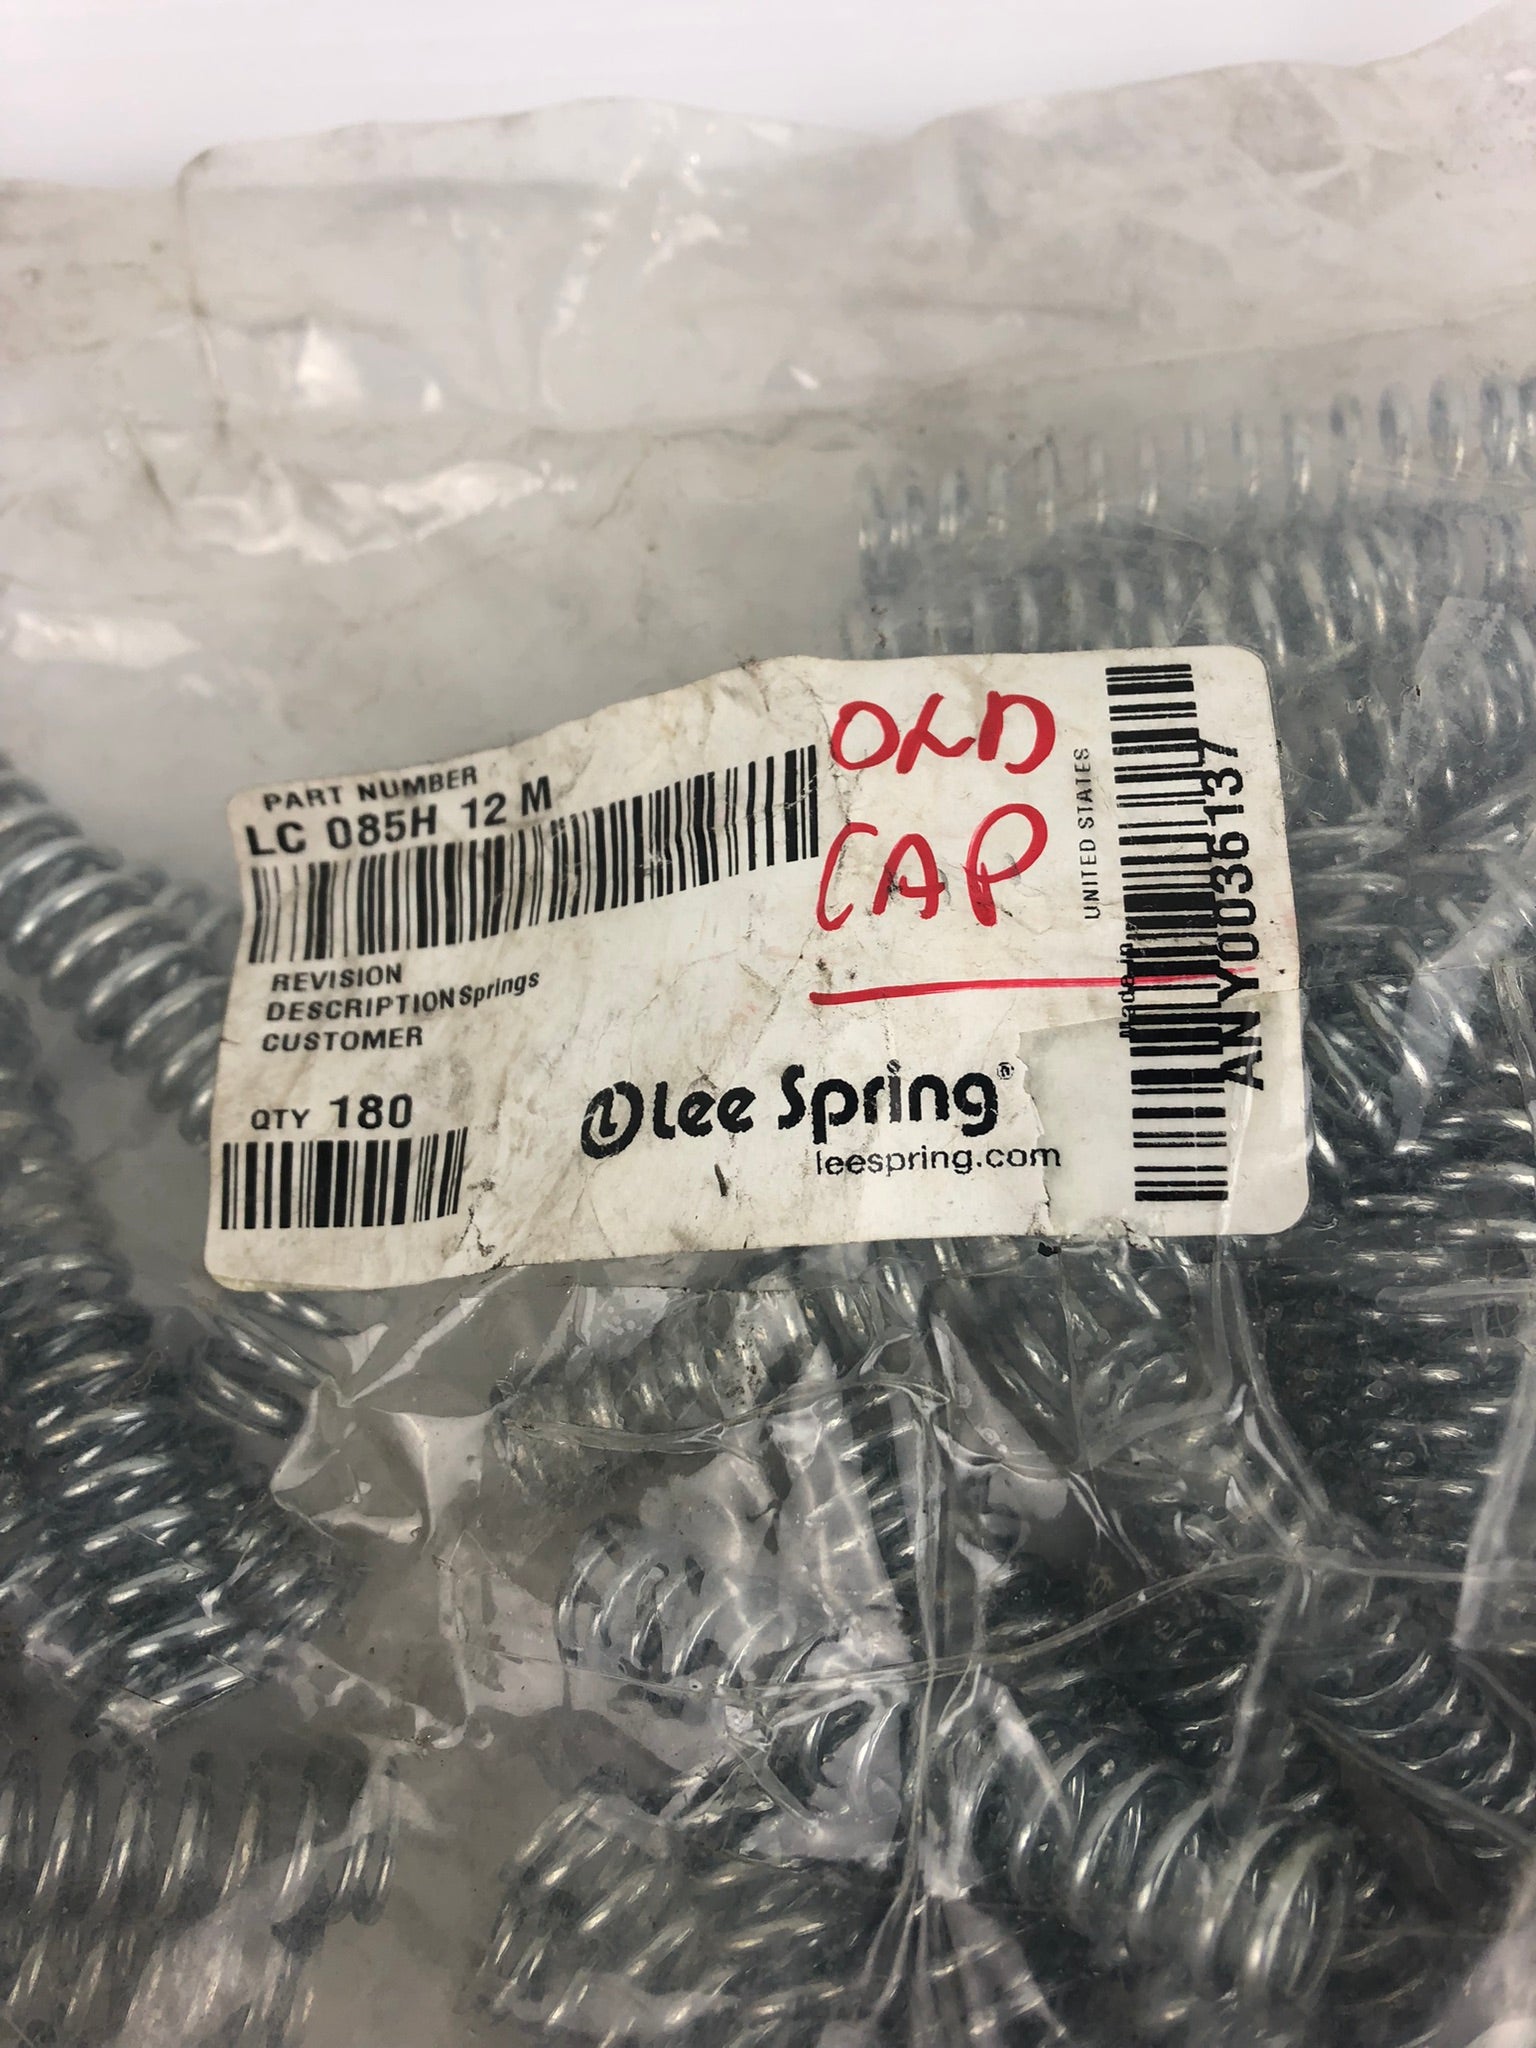 PART NUMBER
LC 085H 12 M
REVISION
DESCRIPTION Springs
CUSTOMER
QTY 180
OLD
CAP
Lee Spring®
leespring.com
Made in
UNITED STATES
ANY0036137